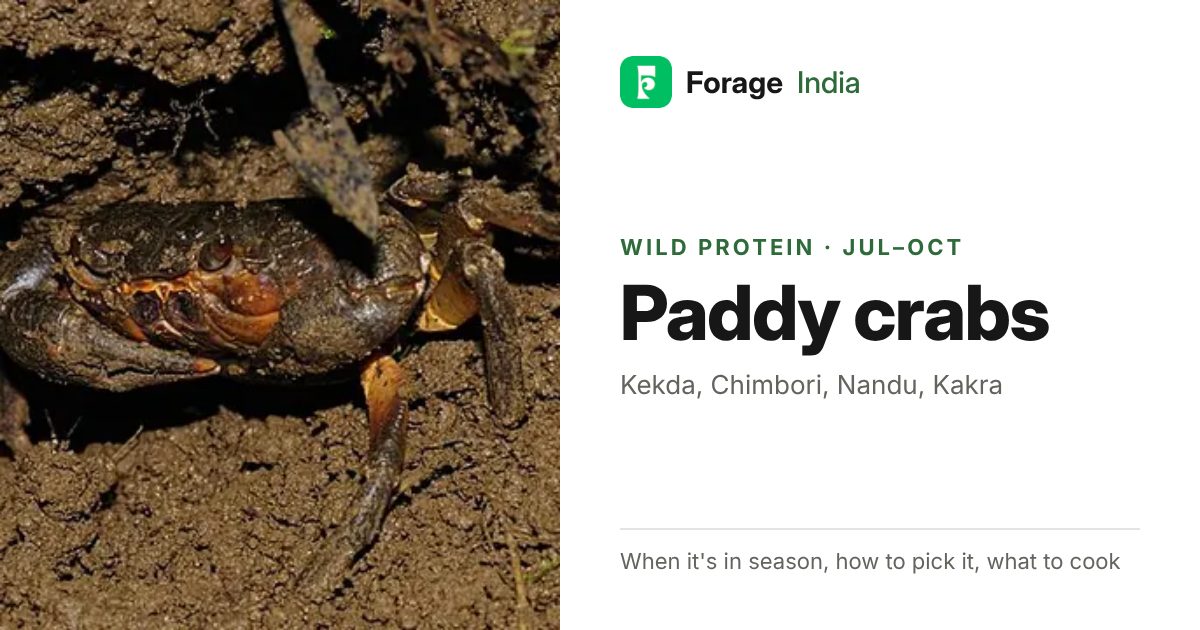 Forage India
WILD PROTEIN · JUL–OCT
Paddy crabs
Kekda, Chimbori, Nandu, Kakra
When it's in season, how to pick it, what to cook